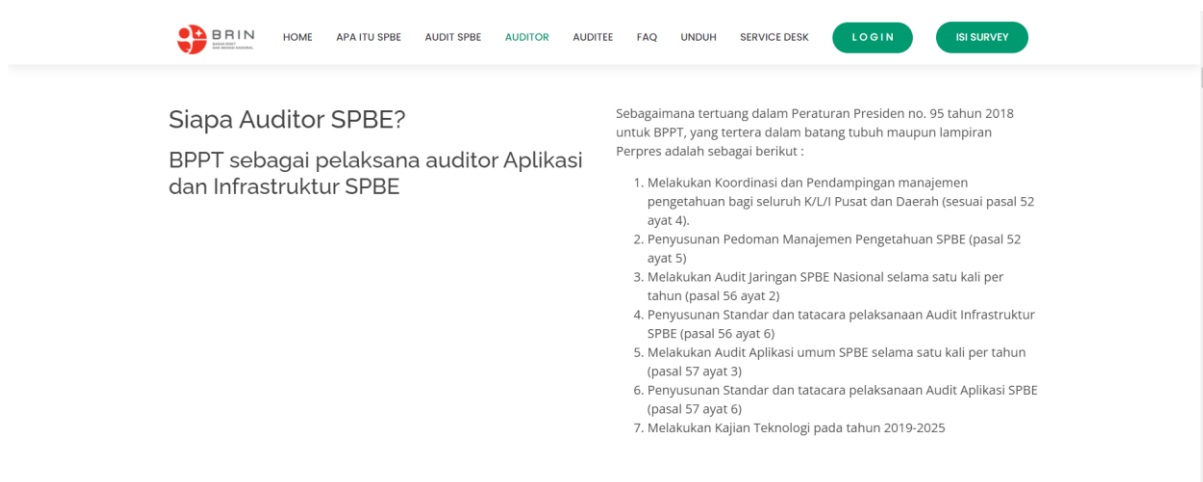 BRIN
BADAN RISET
DAN INOVASI NASIONAL
HOME APA ITU SPBE AUDIT SPBE AUDITOR AUDITEE FAQ UNDUH SERVICE DESK LOGIN ISI SURVEY
Siapa Auditor SPBE?
BPPT sebagai pelaksana auditor Aplikasi
dan Infrastruktur SPBE
Sebagaimana tertuang dalam Peraturan Presiden no. 95 tahun 2018
untuk BPPT, yang tertera dalam batang tubuh maupun lampiran
Perpres adalah sebagai berikut :
1. Melakukan Koordinasi dan Pendampingan manajemen
pengetahuan bagi seluruh K/L/I Pusat dan Daerah (sesuai pasal 52
ayat 4).
2. Penyusunan Pedoman Manajemen Pengetahuan SPBE (pasal 52
ayat 5)
3. Melakukan Audit Jaringan SPBE Nasional selama satu kali per
tahun (pasal 56 ayat 2)
4. Penyusunan Standar dan tatacara pelaksanaan Audit Infrastruktur
SPBE (pasal 56 ayat 6)
5. Melakukan Audit Aplikasi umum SPBE selama satu kali per tahun
(pasal 57 ayat 3)
6. Penyusunan Standar dan tatacara pelaksanaan Audit Aplikasi SPBE
(pasal 57 ayat 6)
7. Melakukan Kajian Teknologi pada tahun 2019-2025